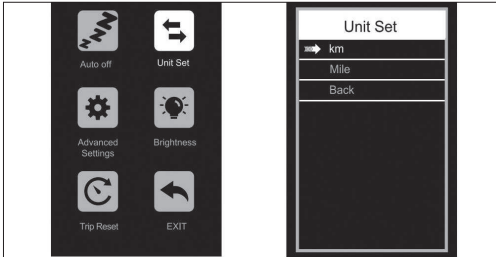 Auto off
Unit Set
Advanced
Settings
Brightness
Trip Reset
EXIT
Unit Set
km
Mile
Back